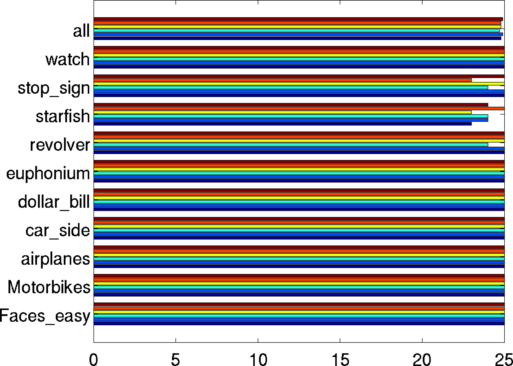 all
watch
stop_sign
starfish
revolver
euphonium
dollar_bill
car_side
airplanes
Motorbikes
Faces_easy
0 5 10 15 20 25